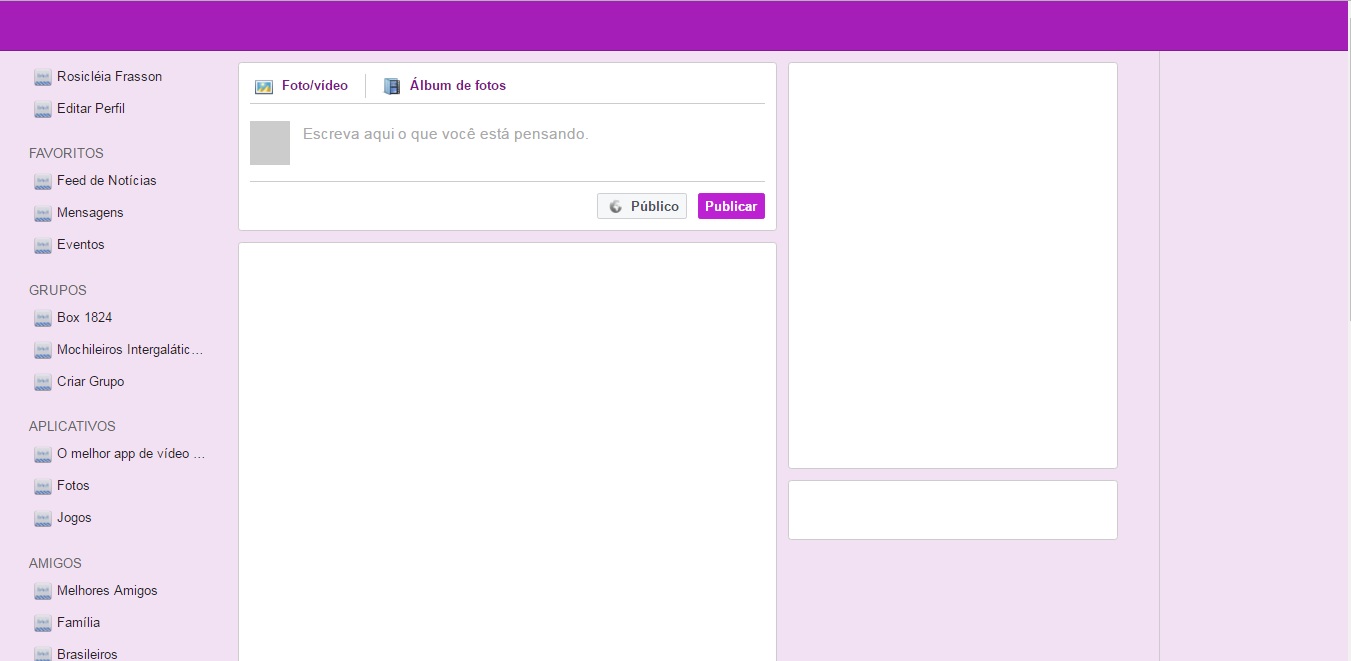 Rosicléia Frasson
Editar Perfil
FAVORITOS
Feed de Notícias
Mensagens
Eventos
GRUPOS
Box 1824
Mochileiros Intergalátic...
Criar Grupo
APLICATIVOS
O melhor app de vídeo ...
Fotos
Jogos
AMIGOS
Melhores Amigos
Família
Brasileiros
Foto/vídeo
Álbum de fotos
Escreva aqui o que você está pensando.
Público
Publicar